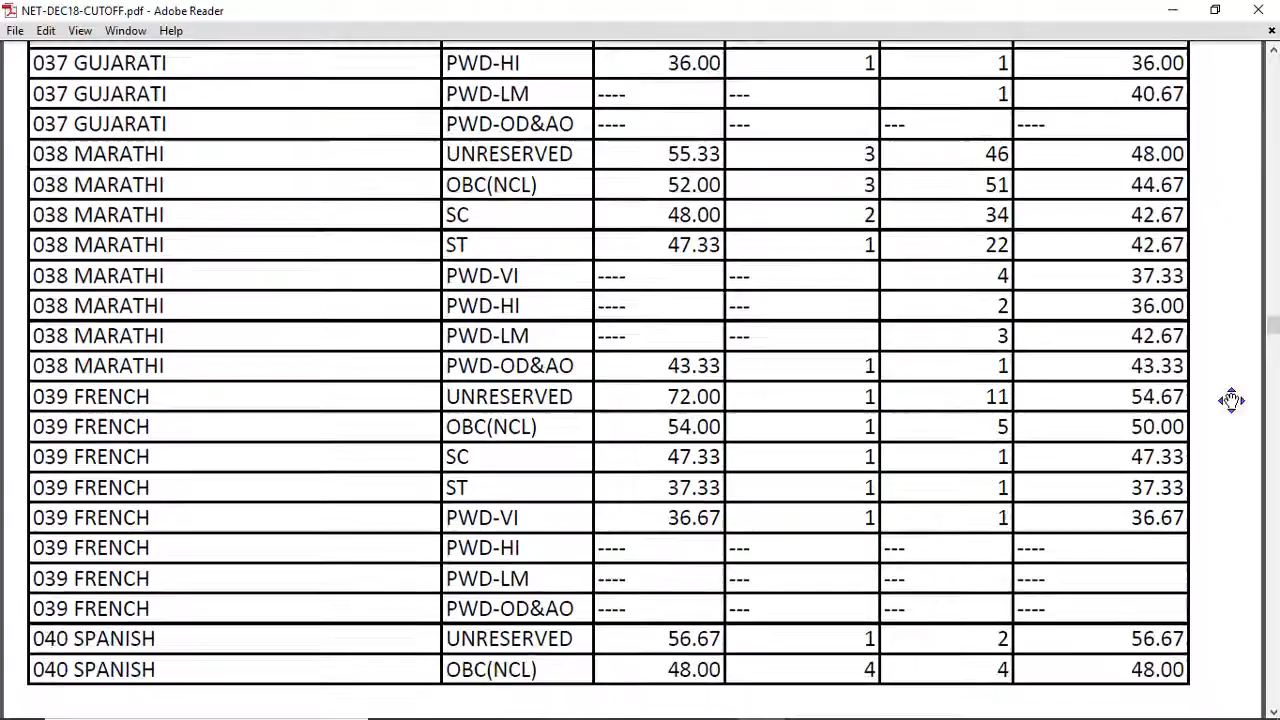 NET-DEC18-CUTOFF.pdf - Adobe Reader
File Edit View Window Help
037 GUJARATI PWD-HI 36.00 1 1 36.00
037 GUJARATI PWD-LM ---- --- 1 40.67
037 GUJARATI PWD-OD&AO ---- --- --- ----
038 MARATHI UNRESERVED 55.33 3 46 48.00
038 MARATHI OBC(NCL) 52.00 3 51 44.67
038 MARATHI SC 48.00 2 34 42.67
038 MARATHI ST 47.33 1 22 42.67
038 MARATHI PWD-VI ---- --- 4 37.33
038 MARATHI PWD-HI ---- --- 2 36.00
038 MARATHI PWD-LM ---- --- 3 42.67
038 MARATHI PWD-OD&AO 43.33 1 1 43.33
039 FRENCH UNRESERVED 72.00 1 11 54.67
039 FRENCH OBC(NCL) 54.00 1 5 50.00
039 FRENCH SC 47.33 1 1 47.33
039 FRENCH ST 37.33 1 1 37.33
039 FRENCH PWD-VI 36.67 1 1 36.67
039 FRENCH PWD-HI ---- --- --- ----
039 FRENCH PWD-LM ---- --- --- ----
039 FRENCH PWD-OD&AO ---- --- --- ----
040 SPANISH UNRESERVED 56.67 1 2 56.67
040 SPANISH OBC(NCL) 48.00 4 4 48.00